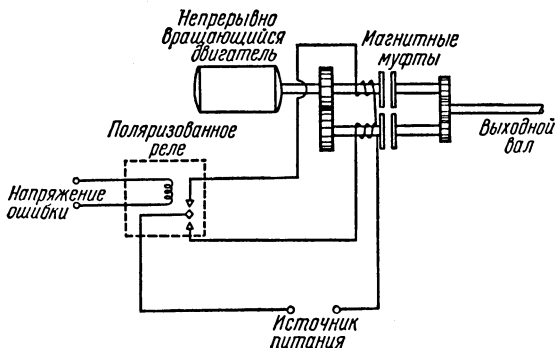 Непрерывно
вращающийся
двигатель
Магнитные
муфты
Выходной
вал
Поляризованное
реле
Напряжение
ошибки
Источник
питания